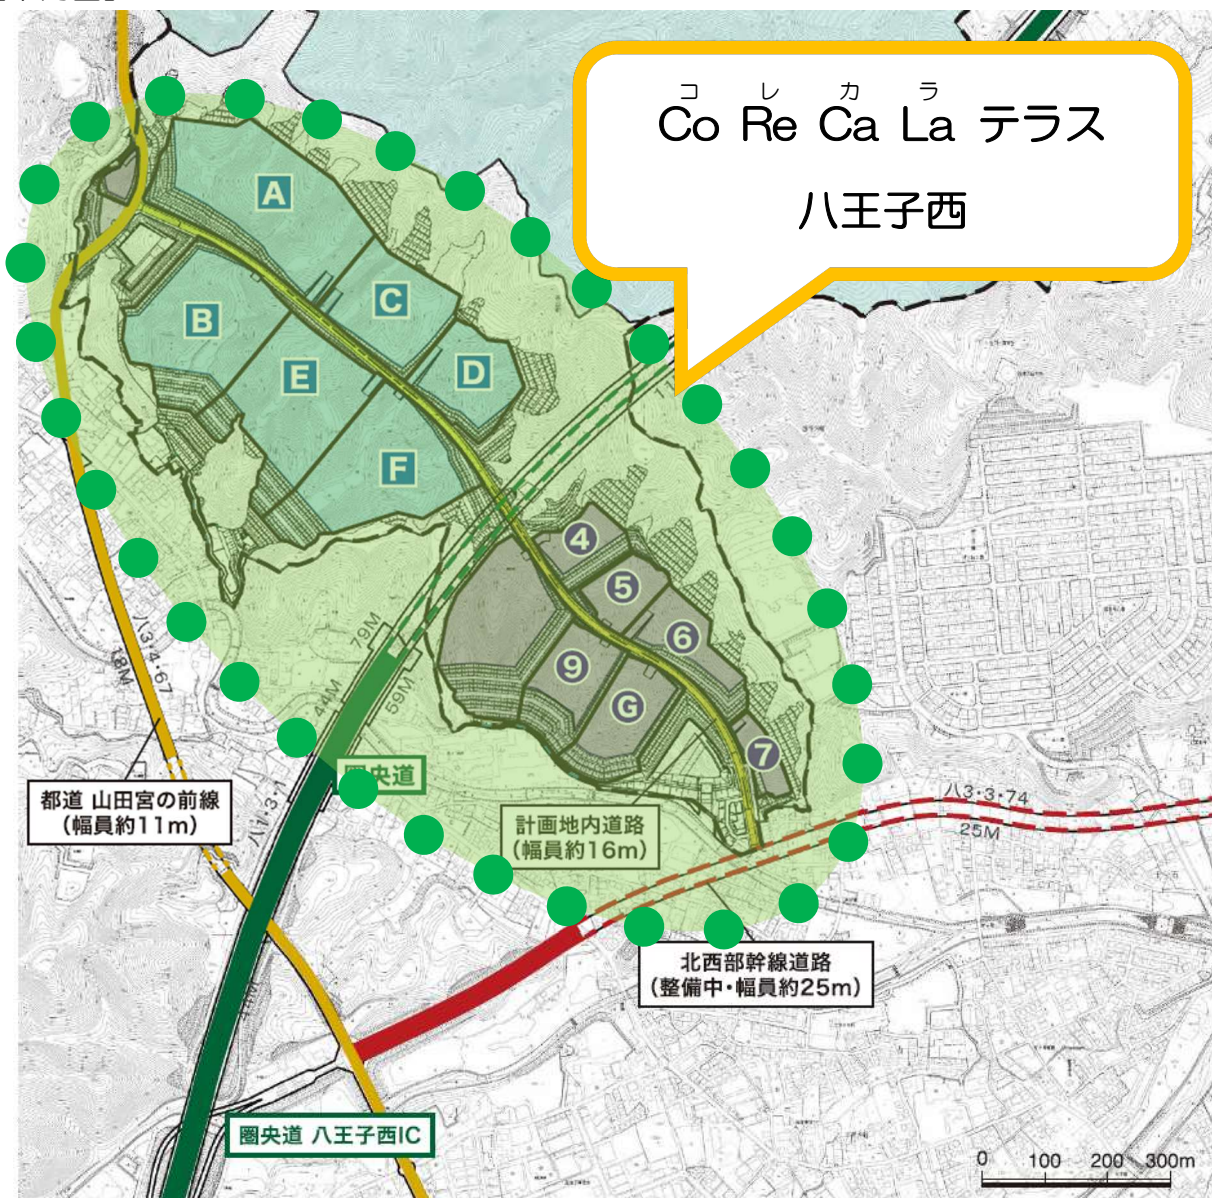 コ レ カ ラ
Co Re Ca La テラス
八王子西
A
C
B
D
E
F
4
5
6
9
G
7
79M
59M
44M
八3・4・67
18M
八1・3・1
圏央道
都道 山田宮の前線
(幅員約11m)
計画地内道路
(幅員約16m)
八3・3・74
25M
北西部幹線道路
(整備中・幅員約25m)
圏央道 八王子西IC
0 100 200 300m